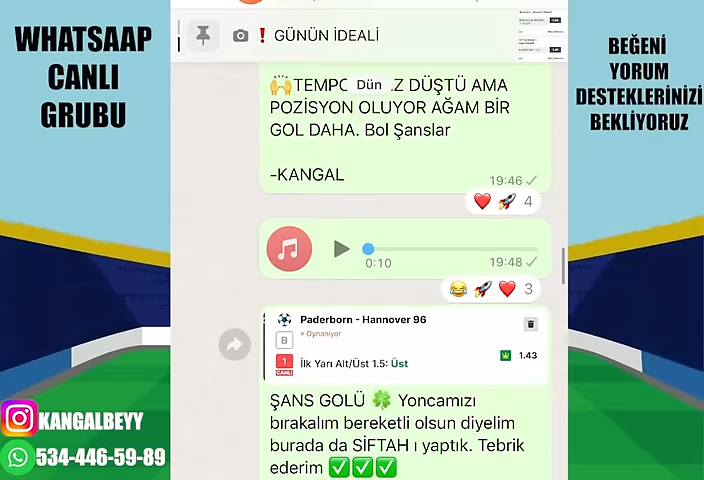 WHATSAAP
CANLI
GRUBU
BEĞENİ
YORUM
DESTEKLERİNİZİ
BEKLİYORUZ
❗ GÜNÜN İDEALİ
Dün
🙌TEMPO Z DÜŞTÜ AMA
POZİSYON OLUYOR AĞAM BİR
GOL DAHA. Bol Şanslar
-KANGAL
19:46
❤️ 🚀 4
0:10
19:48
😂 🚀 ❤️ 3
Paderborn - Hannover 96
Oynanıyor
B
1
CANLI
İlk Yarı Alt/Üst 1.5: Üst
1.43
ŞANS GOLÜ 🍀 Yoncamızı
bırakalım bereketli olsun diyelim
burada da SİFTAH ı yaptık. Tebrik
ederim ✅✅✅
KANGALBEYY
534-446-59-89